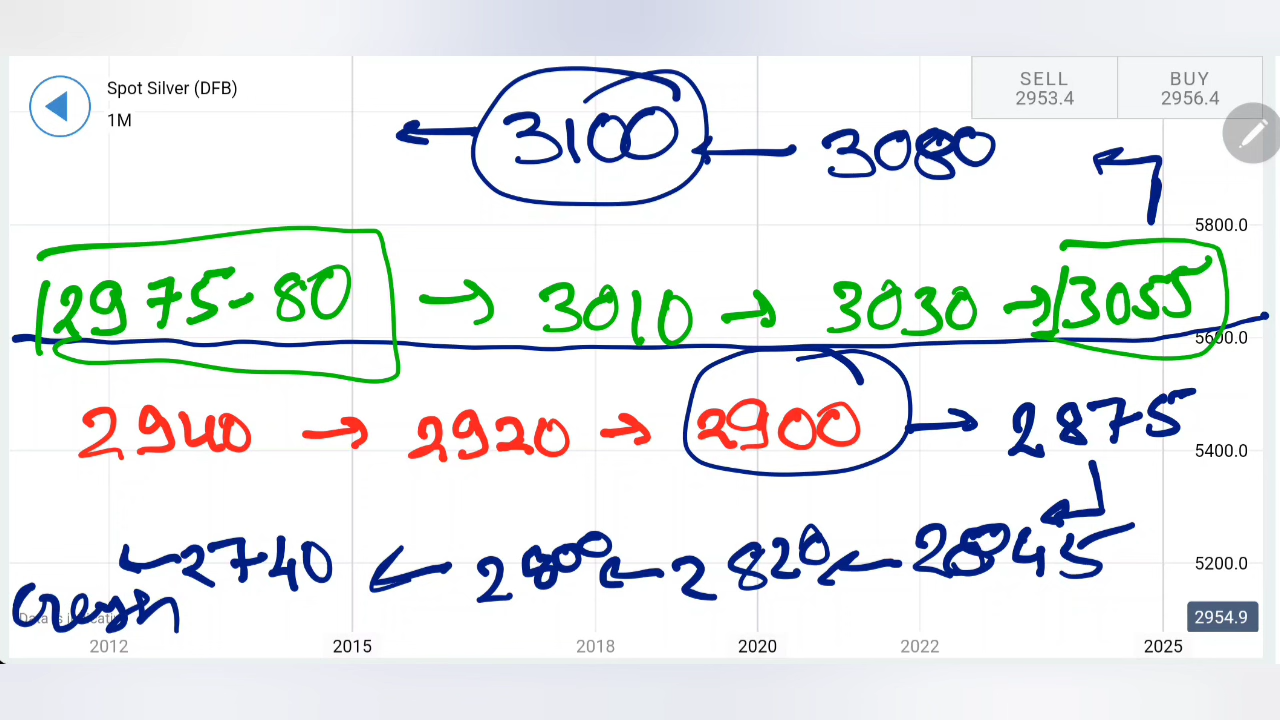 Spot Silver (DFB)
1M
SELL
2953.4
BUY
2956.4
3100 ← 3080
5800.0
2975-80 → 3010 → 3030 → 3055
5600.0
2940 → 2920 → 2900 → 2875
5400.0
2740 ← 2800 ← 2820 ← 2845
5200.0
2954.9
2012
2015
2018
2020
2022
2025